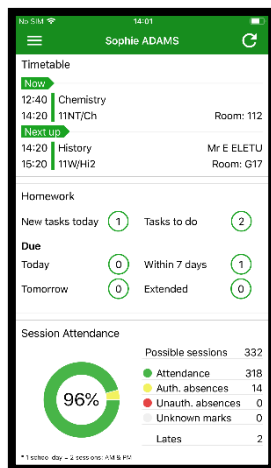 No SIM 14:01
Sophie ADAMS
Timetable
Now
12:40 Chemistry
14:20 11NT/Ch Room: 112
Next up
14:20 History Mr E ELETU
15:20 11W/Hi2 Room: G17
Homework
New tasks today 1 Tasks to do 2
Due
Today 0 Within 7 days 1
Tomorrow 0 Extended 0
Session Attendance
Possible sessions 332
Attendance 318
Auth. absences 14
96%
Unauth. absences 0
Unknown marks 0
Lates 2
* 1 school day = 2 sessions: AM & PM